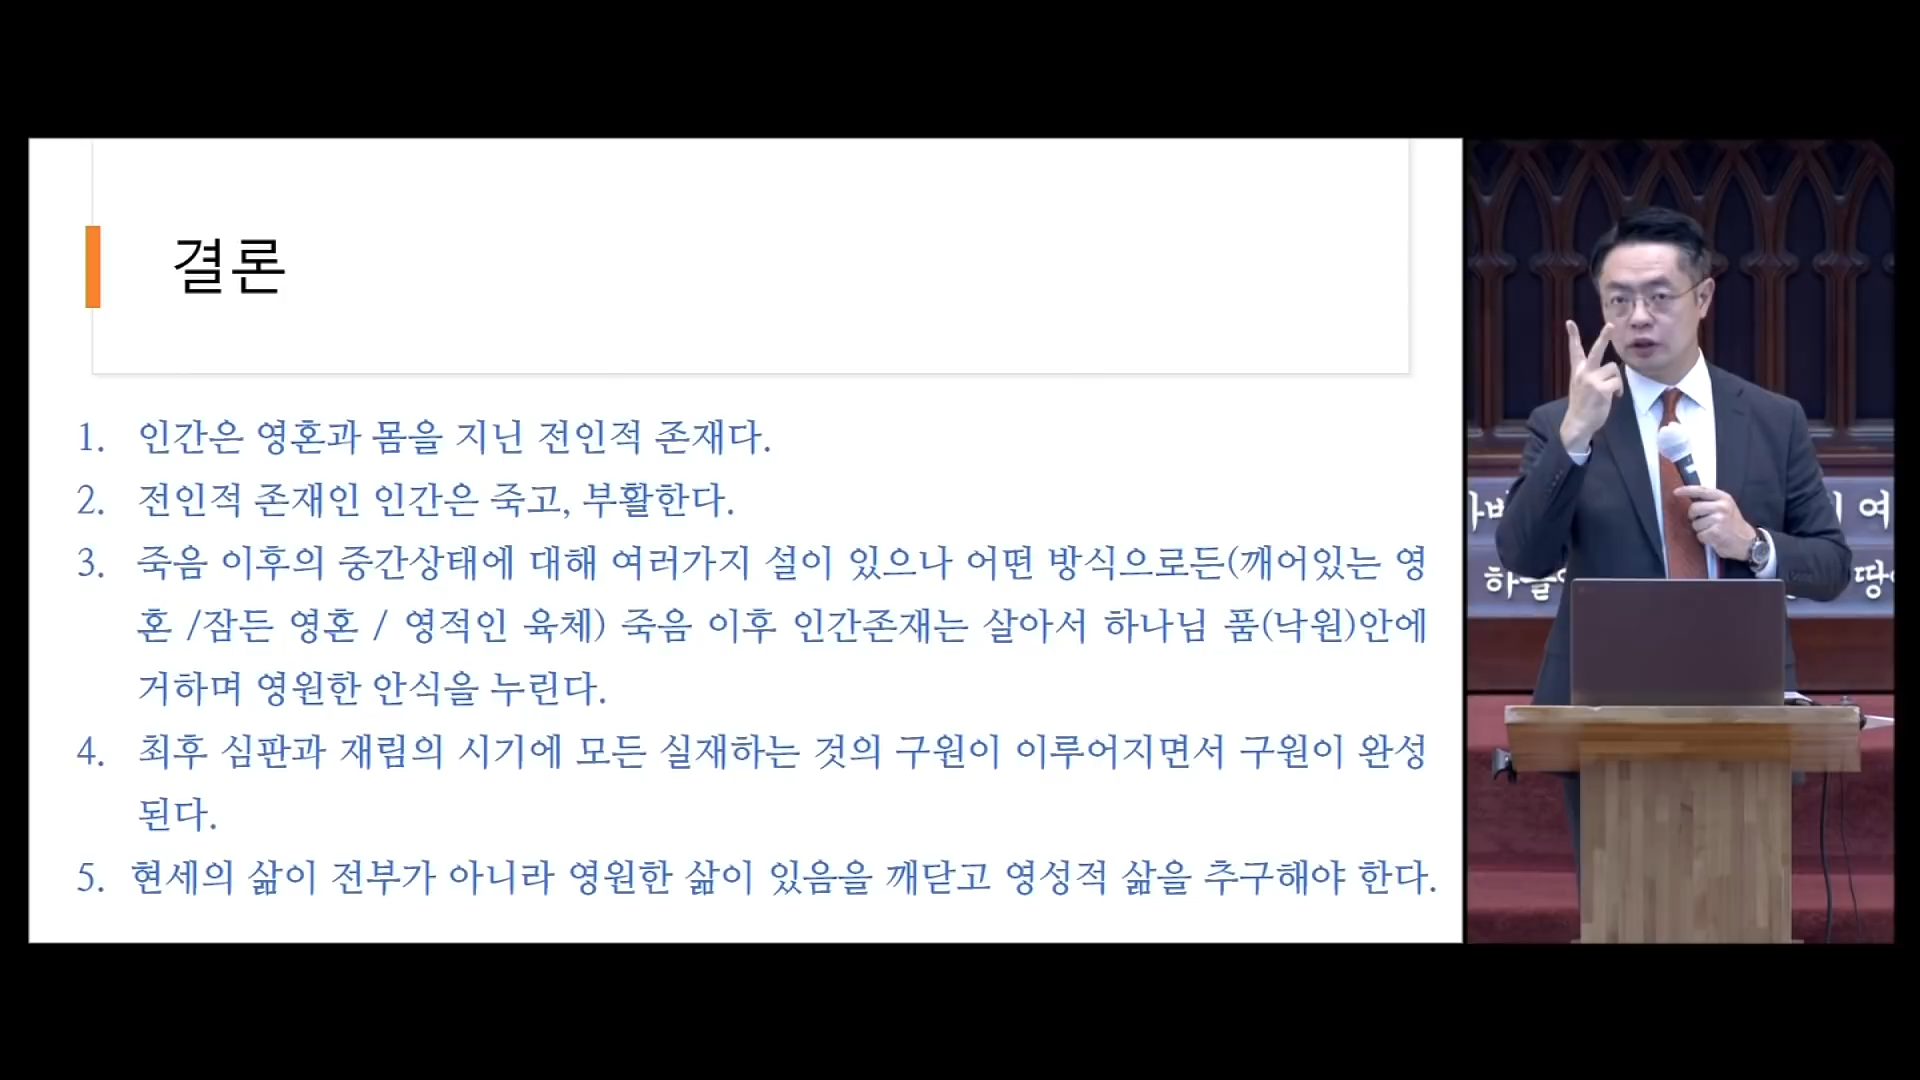 결론
1. 인간은 영혼과 몸을 지닌 전인적 존재다.
2. 전인적 존재인 인간은 죽고, 부활한다.
3. 죽음 이후의 중간상태에 대해 여러가지 설이 있으나 어떤 방식으로든(깨어있는 영
혼 /잠든 영혼 / 영적인 육체) 죽음 이후 인간존재는 살아서 하나님 품(낙원)안에
거하며 영원한 안식을 누린다.
4. 최후 심판과 재림의 시기에 모든 실재하는 것의 구원이 이루어지면서 구원이 완성
된다.
5. 현세의 삶이 전부가 아니라 영원한 삶이 있음을 깨닫고 영성적 삶을 추구해야 한다.
여
땅